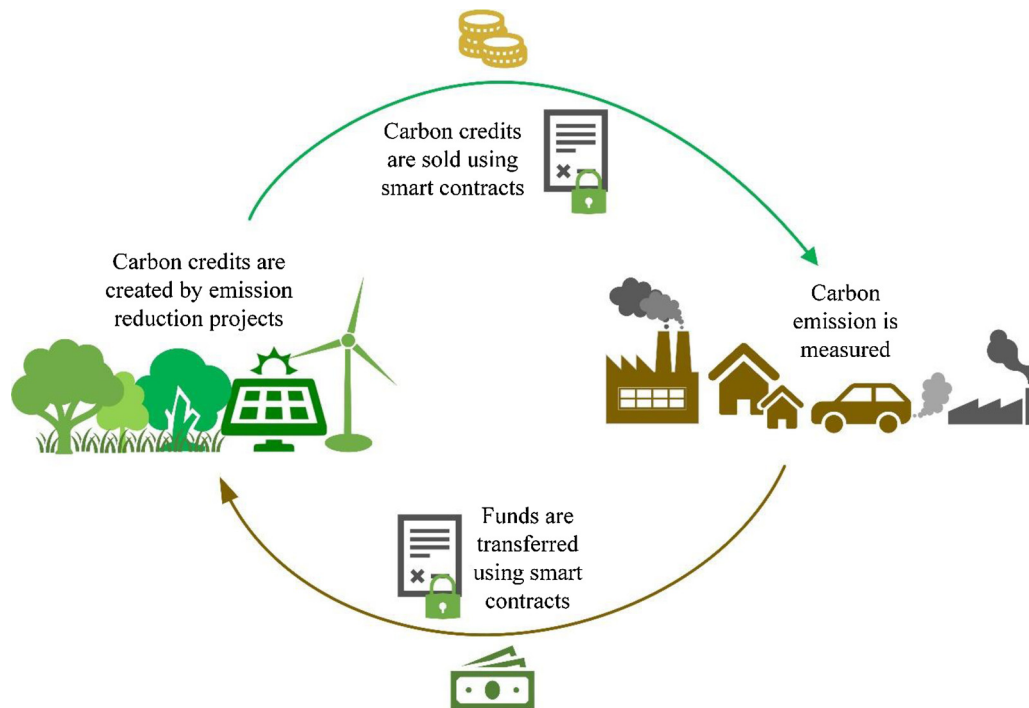 Carbon credits
are sold using
smart contracts
Carbon credits are
created by emission
reduction projects
Carbon
emission is
measured
Funds are
transferred
using smart
contracts